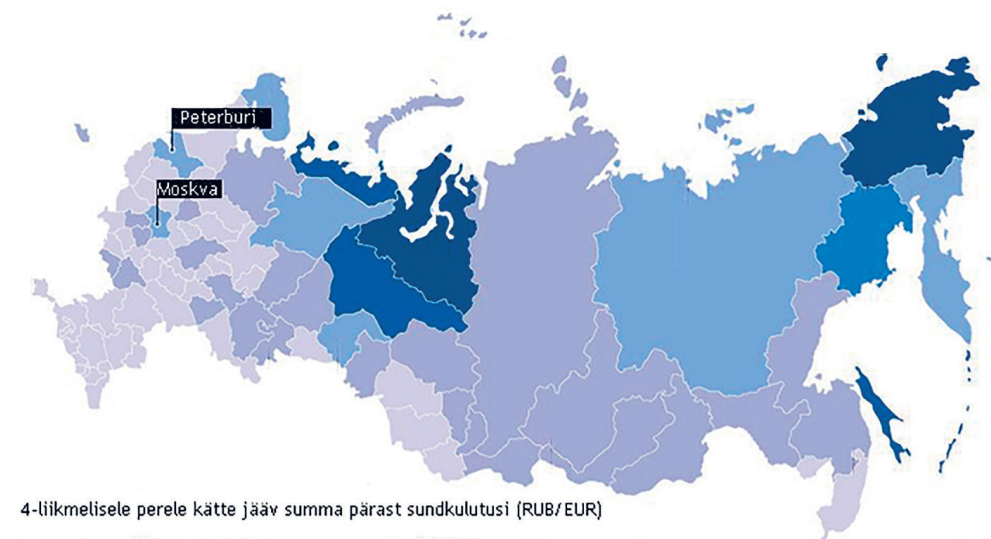 Peterburi
Moskva
4-liikmelisele perele kätte jääv summa pärast sundkulutusi (RUB/EUR)